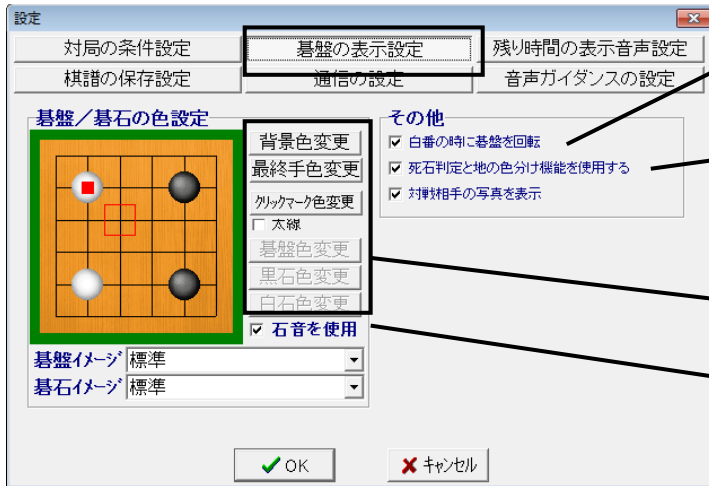 設定
対局の条件設定 碁盤の表示設定 残り時間の表示音声設定
棋譜の保存設定 通信の設定 音声ガイダンスの設定
碁盤／碁石の色設定
背景色変更
最終手色変更
クリックマーク色変更
太線
碁盤色変更
黒石色変更
白石色変更
石音を使用
碁盤イメージ 標準
碁石イメージ 標準
その他
白番の時に碁盤を回転
死石判定と地の色分け機能を使用する
対戦相手の写真を表示
OK キャンセル